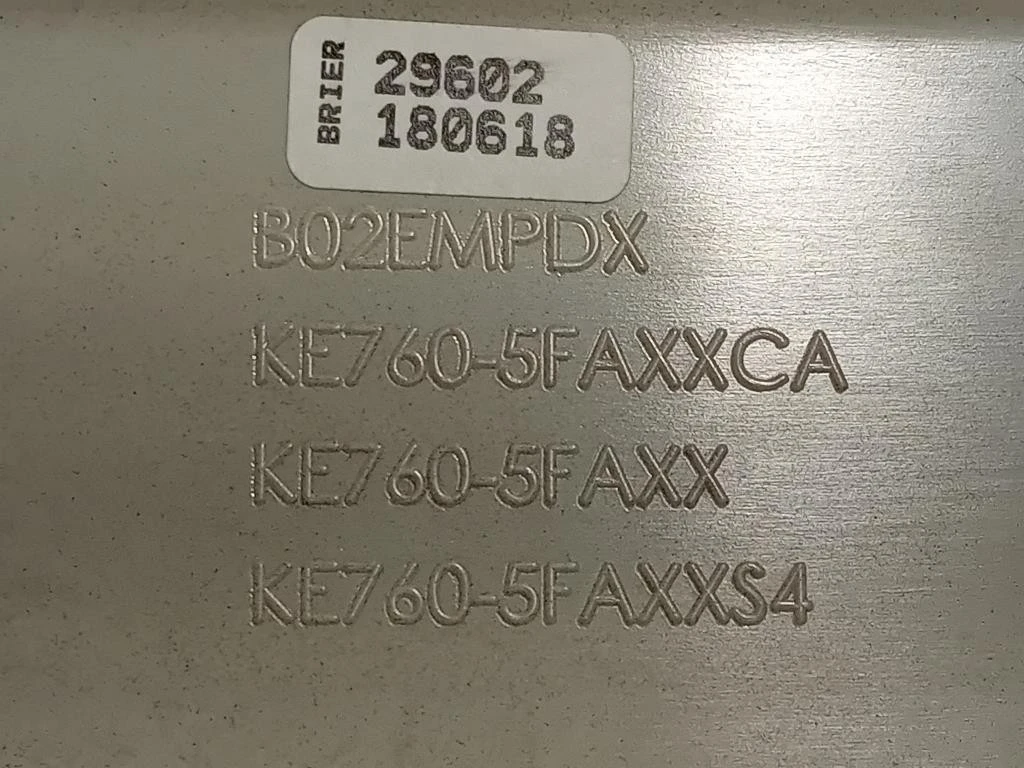 BRIER
29602
180618
B02EMPDX
KE760-5FAXXCA
KE760-5FAXX
KE760-5FAXXS4